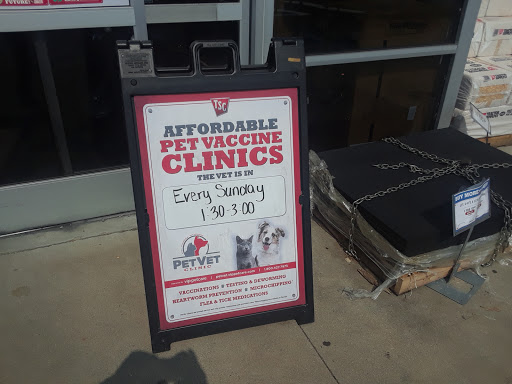 TSC
AFFORDABLE
PET VACCINE
CLINICS
THE VET IS IN
Every Sunday
1:30-3:00
PETVET
CLINIC
VACCINATIONS TESTING & DEWORMING
HEARTWORM PREVENTION MICROCHIPPING
FLEA & TICK MEDICATIONS